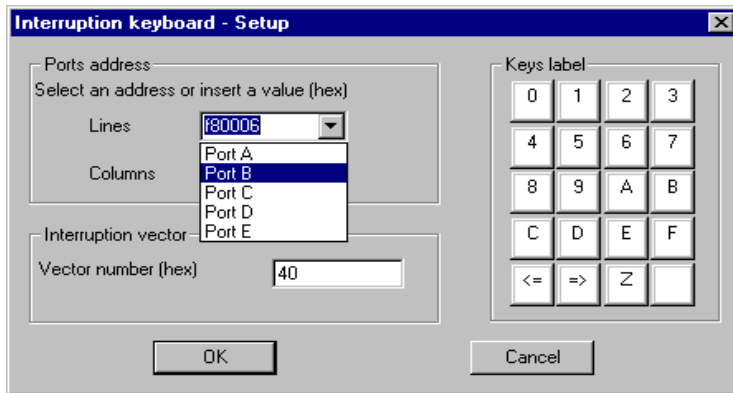 Interruption keyboard - Setup
Ports address
Select an address or insert a value (hex)
Lines
f80006
Port A
Port B
Port C
Port D
Port E
Columns
Interruption vector
Vector number (hex)
40
Keys label
0 1 2 3
4 5 6 7
8 9 A B
C D E F
<= => Z
OK
Cancel